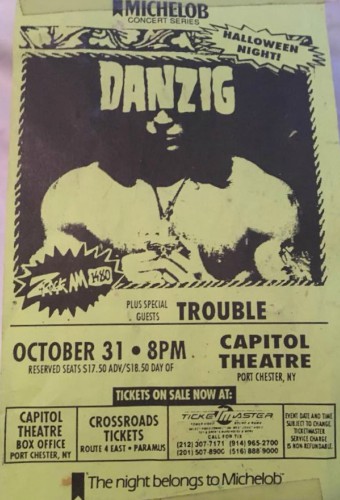 MICHELOB
CONCERT SERIES
HALLOWEEN
NIGHT!
DANZIG
Z-ROCK AM 1480
PLUS SPECIAL
GUESTS
TROUBLE
OCTOBER 31 • 8PM
RESERVED SEATS $17.50 ADV/$18.50 DAY OF
CAPITOL
THEATRE
PORT CHESTER, NY
TICKETS ON SALE NOW AT:
CAPITOL
THEATRE
BOX OFFICE
PORT CHESTER, NY
CROSSROADS
TICKETS
ROUTE 4 EAST • PARAMUS
TICKETMASTER
CALL FOR TIX
(212) 307-7171 (914) 965-2700
(201) 507-8900 (516) 888-9000
EVENT DATE AND TIME
SUBJECT TO CHANGE.
TICKETMASTER
SERVICE CHARGE
IS NON REFUNDABLE.
The night belongs to Michelob